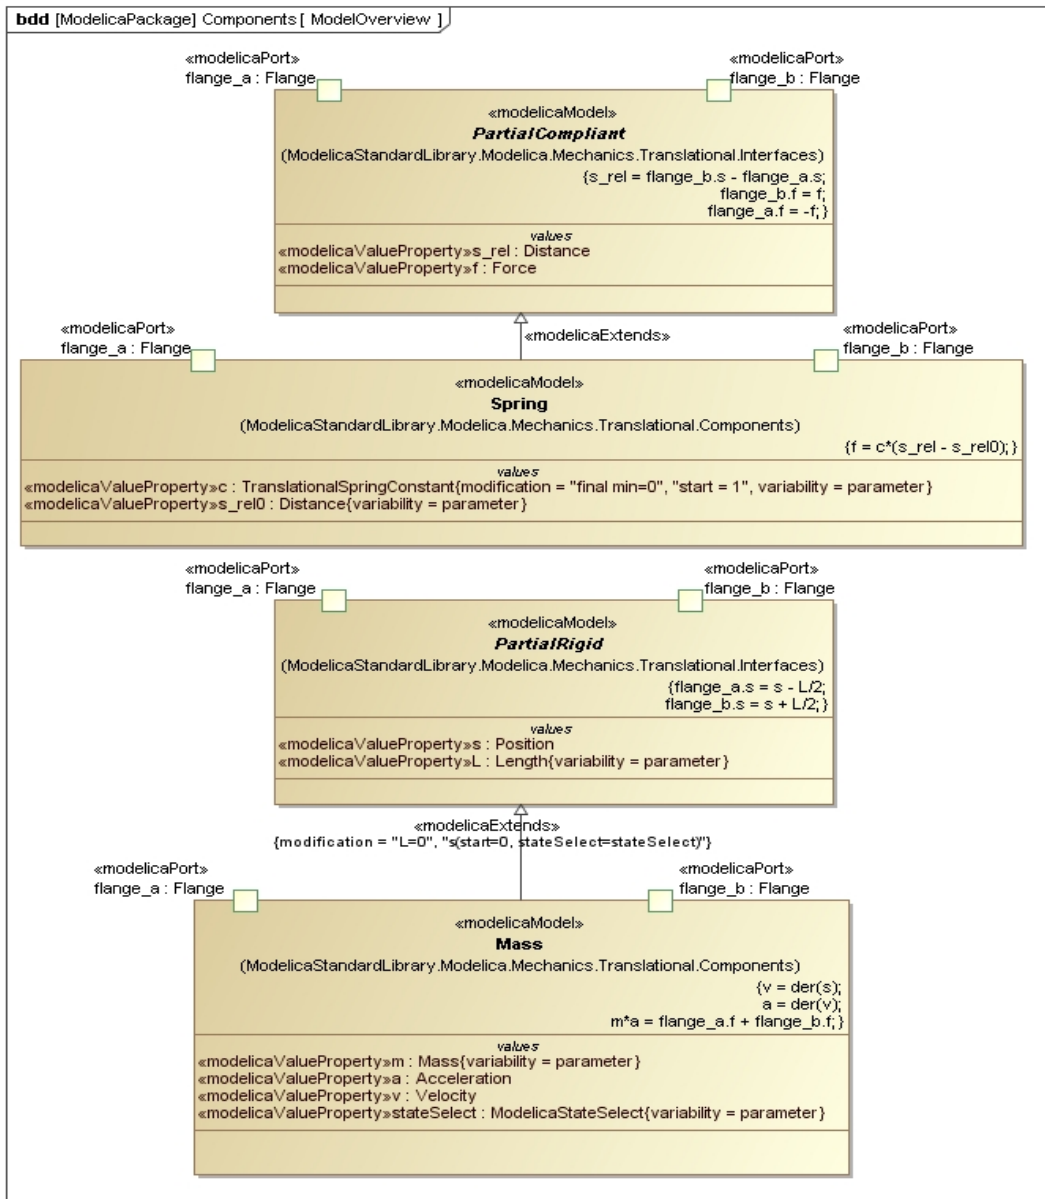 bdd [ModelicaPackage] Components [ ModelOverview ]
«modelicaPort»
flange_a : Flange
«modelicaPort»
flange_b : Flange
«modelicaModel»
PartialCompliant
(ModelicaStandardLibrary.Modelica.Mechanics.Translational.Interfaces)
{s_rel = flange_b.s - flange_a.s;
flange_b.f = f;
flange_a.f = -f; }
values
«modelicaValueProperty»s_rel : Distance
«modelicaValueProperty»f : Force
«modelicaExtends»
«modelicaPort»
flange_a : Flange
«modelicaPort»
flange_b : Flange
«modelicaModel»
Spring
(ModelicaStandardLibrary.Modelica.Mechanics.Translational.Components)
{f = c*(s_rel - s_rel0); }
values
«modelicaValueProperty»c : TranslationalSpringConstant{modification = "final min=0", "start = 1", variability = parameter}
«modelicaValueProperty»s_rel0 : Distance{variability = parameter}
«modelicaPort»
flange_a : Flange
«modelicaPort»
flange_b : Flange
«modelicaModel»
PartialRigid
(ModelicaStandardLibrary.Modelica.Mechanics.Translational.Interfaces)
{flange_a.s = s - L/2;
flange_b.s = s + L/2; }
values
«modelicaValueProperty»s : Position
«modelicaValueProperty»L : Length{variability = parameter}
«modelicaExtends»
{modification = "L=0", "s(start=0, stateSelect=stateSelect)"}
«modelicaPort»
flange_a : Flange
«modelicaPort»
flange_b : Flange
«modelicaModel»
Mass
(ModelicaStandardLibrary.Modelica.Mechanics.Translational.Components)
{v = der(s);
a = der(v);
m*a = flange_a.f + flange_b.f; }
values
«modelicaValueProperty»m : Mass{variability = parameter}
«modelicaValueProperty»a : Acceleration
«modelicaValueProperty»v : Velocity
«modelicaValueProperty»stateSelect : ModelicaStateSelect{variability = parameter}